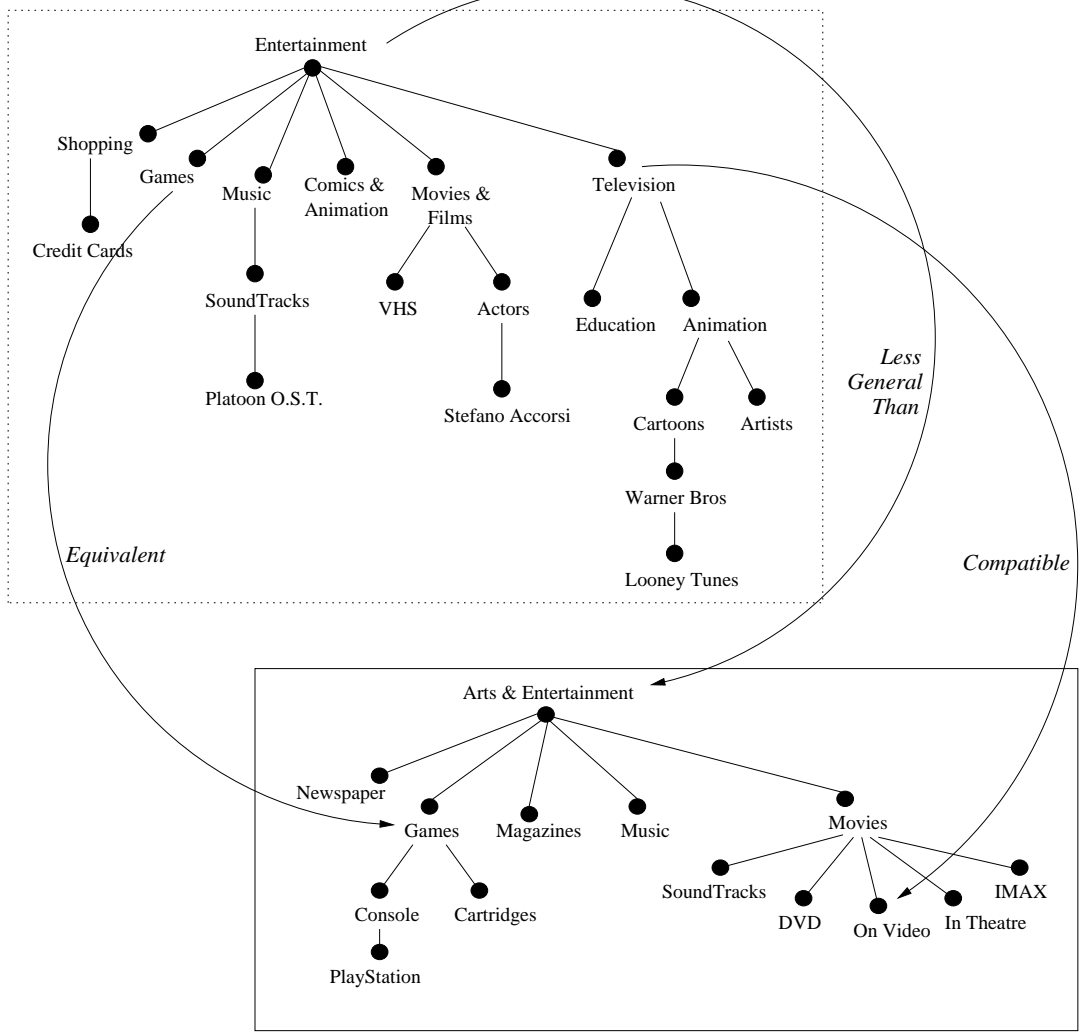 Entertainment
Shopping
Games
Music
Comics &
Animation
Movies &
Films
Television
Credit Cards
SoundTracks
VHS
Actors
Education
Animation
Platoon O.S.T.
Stefano Accorsi
Cartoons
Artists
Warner Bros
Looney Tunes
Less
General
Than
Equivalent
Compatible
Arts & Entertainment
Newspaper
Games
Magazines
Music
Movies
Console
Cartridges
SoundTracks
DVD
On Video
In Theatre
IMAX
PlayStation